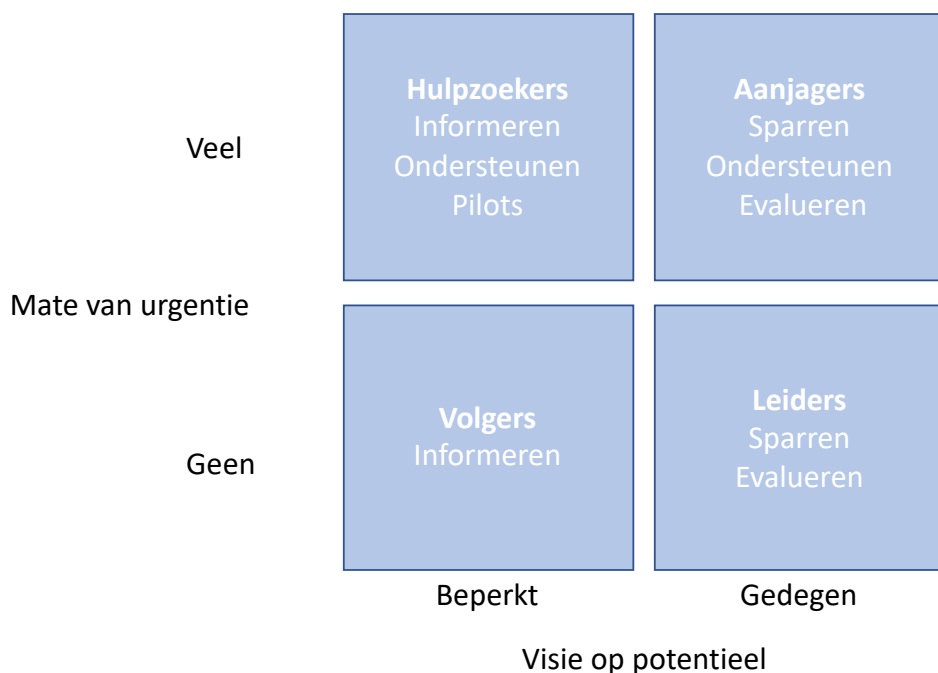 Veel
Hulpzoekers
Informeren
Ondersteunen
Pilots
Aanjagers
Sparren
Ondersteunen
Evalueren
Mate van urgentie
Geen
Volgers
Informeren
Leiders
Sparren
Evalueren
Beperkt
Gedegen
Visie op potentieel